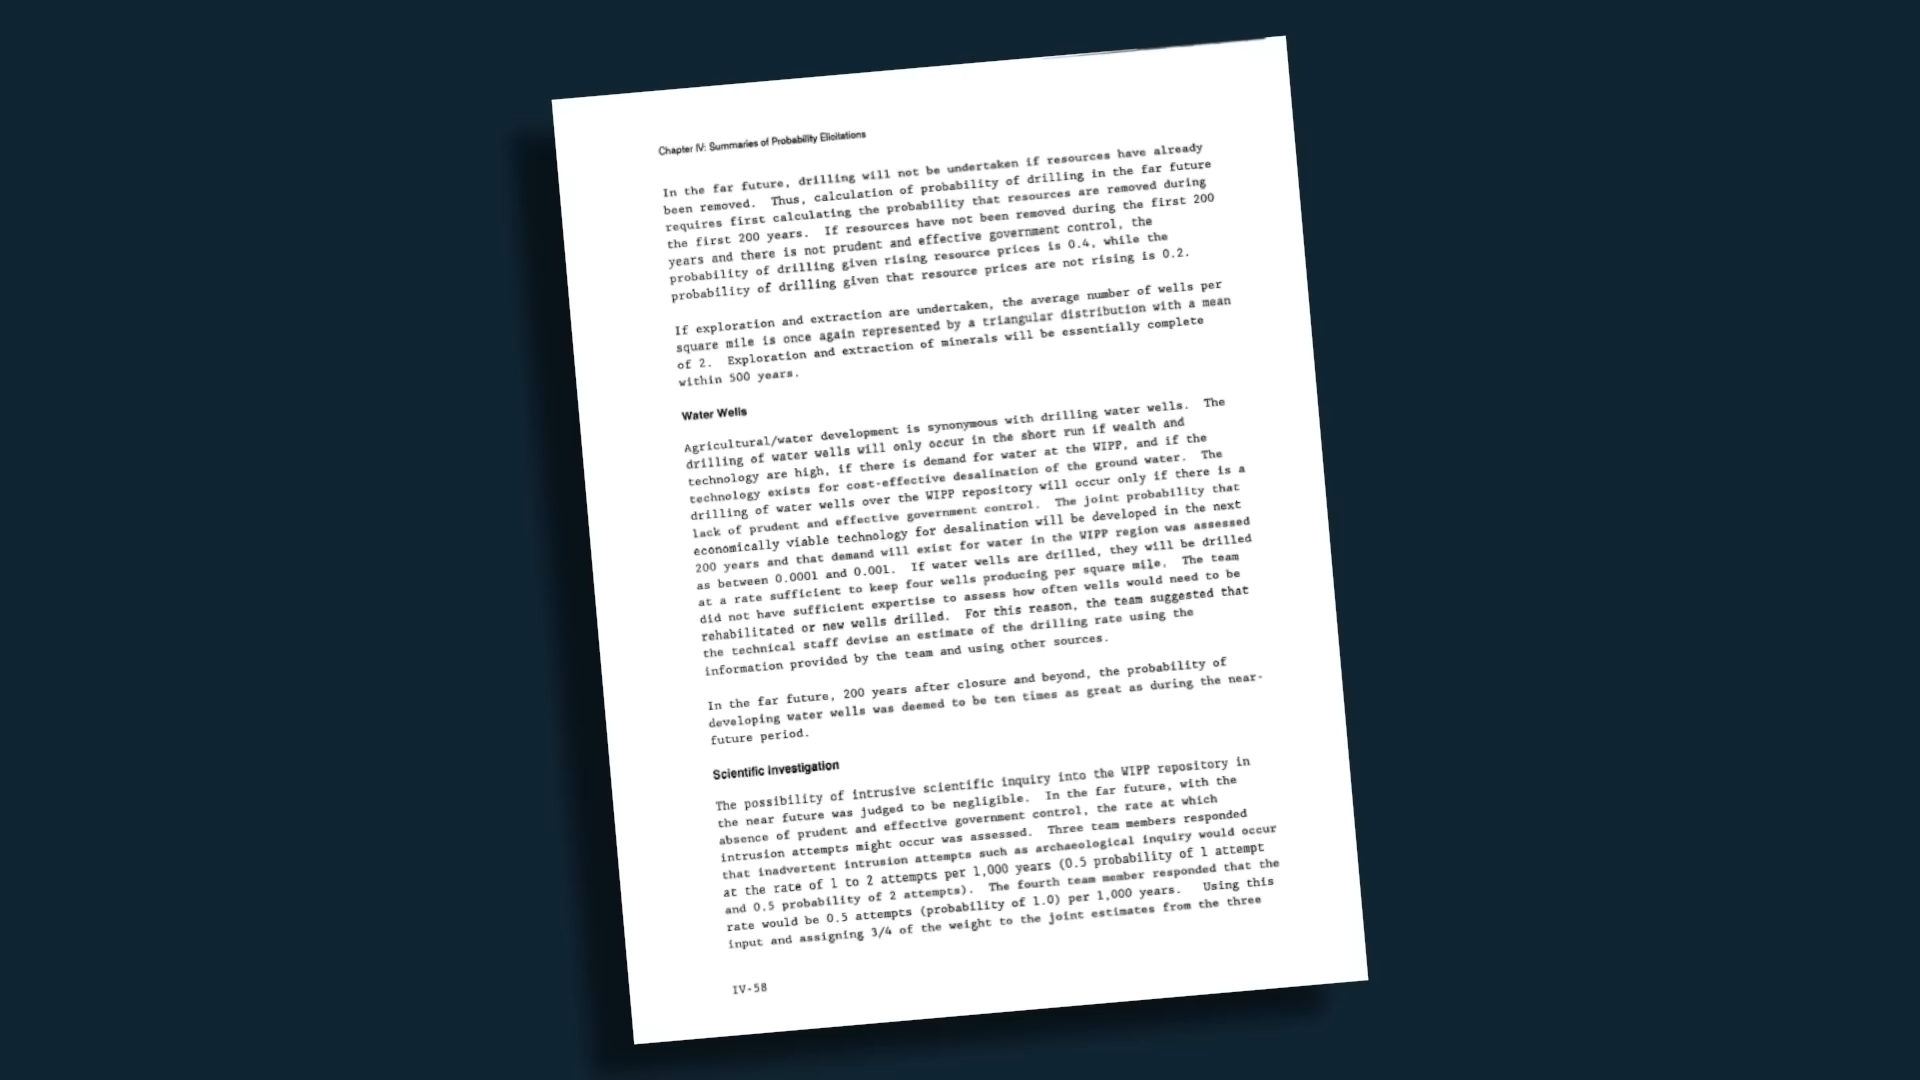 Chapter IV: Summaries of Probability Elicitations
In the far future, drilling will not be undertaken if resources have already
been removed. Thus, calculation of probability of drilling in the far future
requires first calculating the probability that resources are removed during
the first 200 years. If resources have not been removed during the first 200
years and there is not prudent and effective government control, the
probability of drilling given rising resource prices is 0.4, while the
probability of drilling given that resource prices are not rising is 0.2.
If exploration and extraction are undertaken, the average number of wells per
square mile is once again represented by a triangular distribution with a mean
of 2. Exploration and extraction of minerals will be essentially complete
within 500 years.
Water Wells
Agricultural/water development is synonymous with drilling water wells. The
drilling of water wells will only occur in the short run if wealth and
technology are high, if there is demand for water at the WIPP, and if the
technology exists for cost-effective desalination of the ground water. The
drilling of water wells over the WIPP repository will occur only if there is a
lack of prudent and effective government control. The joint probability that
economically viable technology for desalination will be developed in the next
200 years and that demand will exist for water in the WIPP region was assessed
as between 0.0001 and 0.001. If water wells are drilled, they will be drilled
at a rate sufficient to keep four wells producing per square mile. The team
did not have sufficient expertise to assess how often wells would need to be
rehabilitated or new wells drilled. For this reason, the team suggested that
the technical staff devise an estimate of the drilling rate using the
information provided by the team and using other sources.
In the far future, 200 years after closure and beyond, the probability of
developing water wells was deemed to be ten times as great as during the near-
future period.
Scientific Investigation
The possibility of intrusive scientific inquiry into the WIPP repository in
the near future was judged to be negligible. In the far future, with the
absence of prudent and effective government control, the rate at which
intrusion attempts might occur was assessed. Three team members responded
that inadvertent intrusion attempts such as archaeological inquiry would occur
at the rate of 1 to 2 attempts per 1,000 years (0.5 probability of 1 attempt
and 0.5 probability of 2 attempts). The fourth team member responded that the
rate would be 0.5 attempts (probability of 1.0) per 1,000 years. Using this
input and assigning 3/4 of the weight to the joint estimates from the three
IV-58